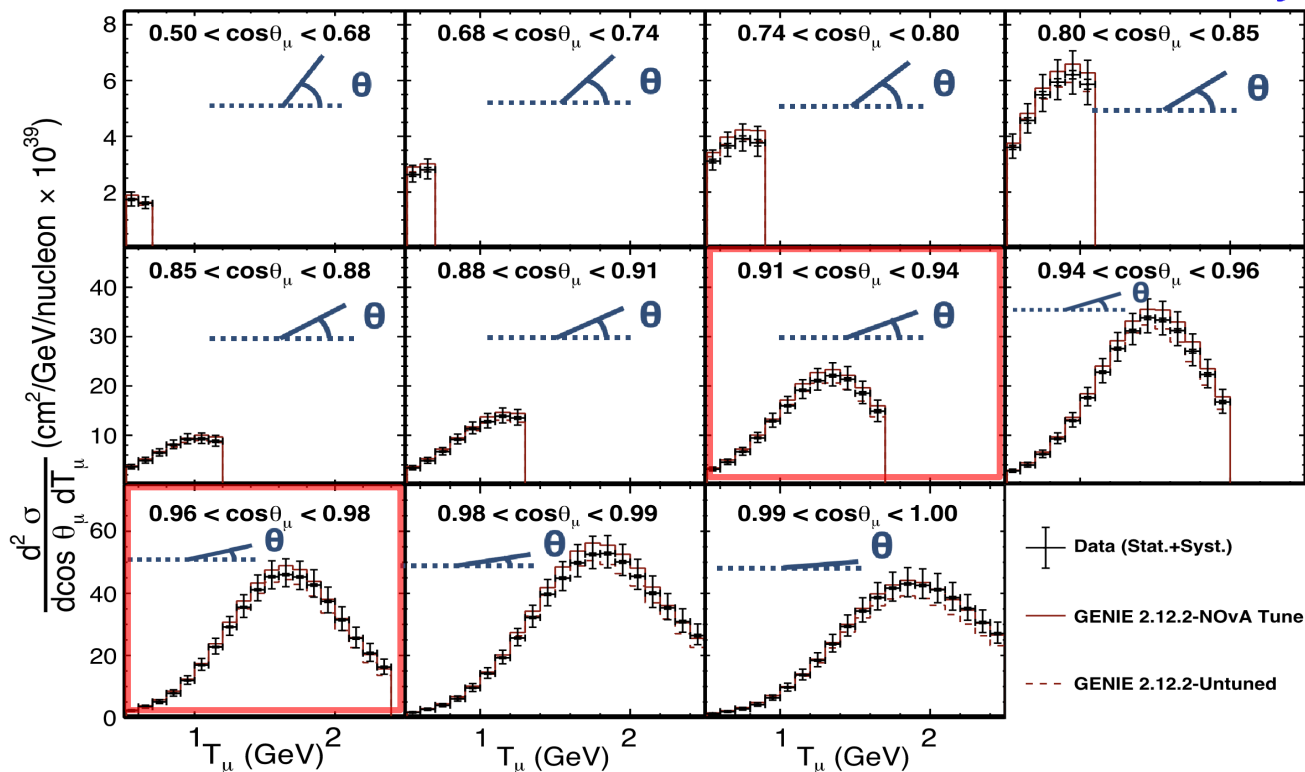 0.50 < cosθμ < 0.68
0.68 < cosθμ < 0.74
0.74 < cosθμ < 0.80
0.80 < cosθμ < 0.85
θ
θ
θ
θ
8
6
4
2
0.85 < cosθμ < 0.88
0.88 < cosθμ < 0.91
0.91 < cosθμ < 0.94
0.94 < cosθμ < 0.96
θ
θ
θ
θ
40
30
20
10
0.96 < cosθμ < 0.98
0.98 < cosθμ < 0.99
0.99 < cosθμ < 1.00
θ
θ
θ
60
40
20
0
d²σ / dcos θμ dTμ (cm²/GeV/nucleon × 10³⁹)
Data (Stat.+Syst.)
GENIE 2.12.2-NOvA Tune
GENIE 2.12.2-Untuned
1 2
1 2
1 2
Tμ (GeV)
Tμ (GeV)
Tμ (GeV)